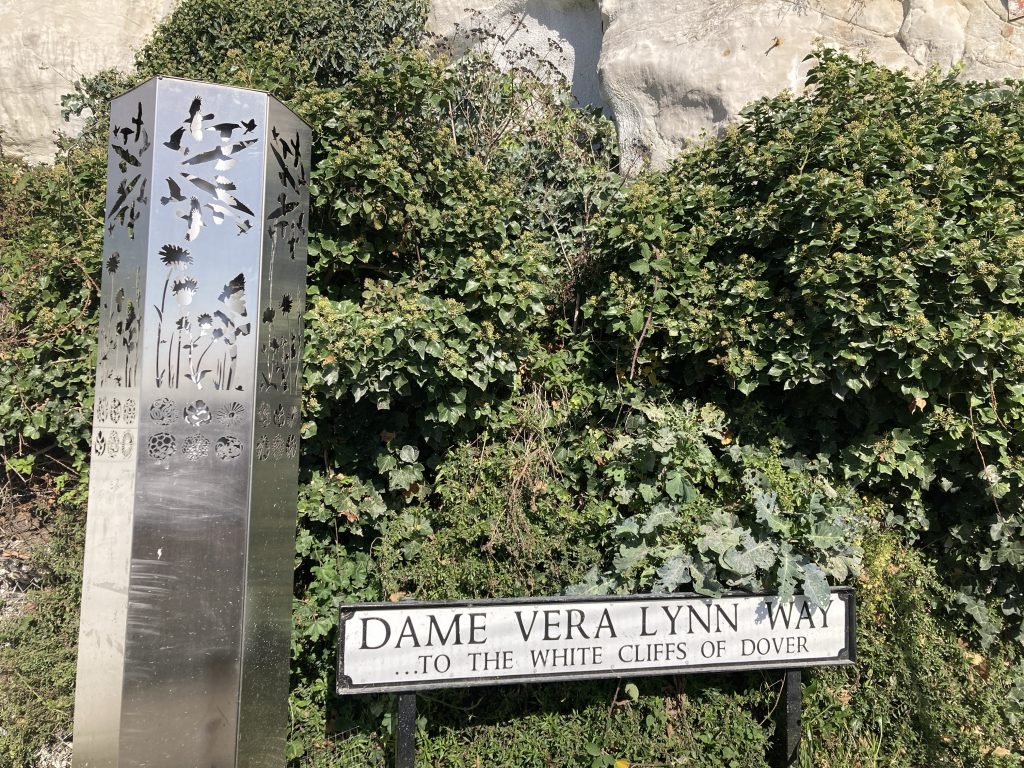 DAME VERA LYNN WAY
...TO THE WHITE CLIFFS OF DOVER